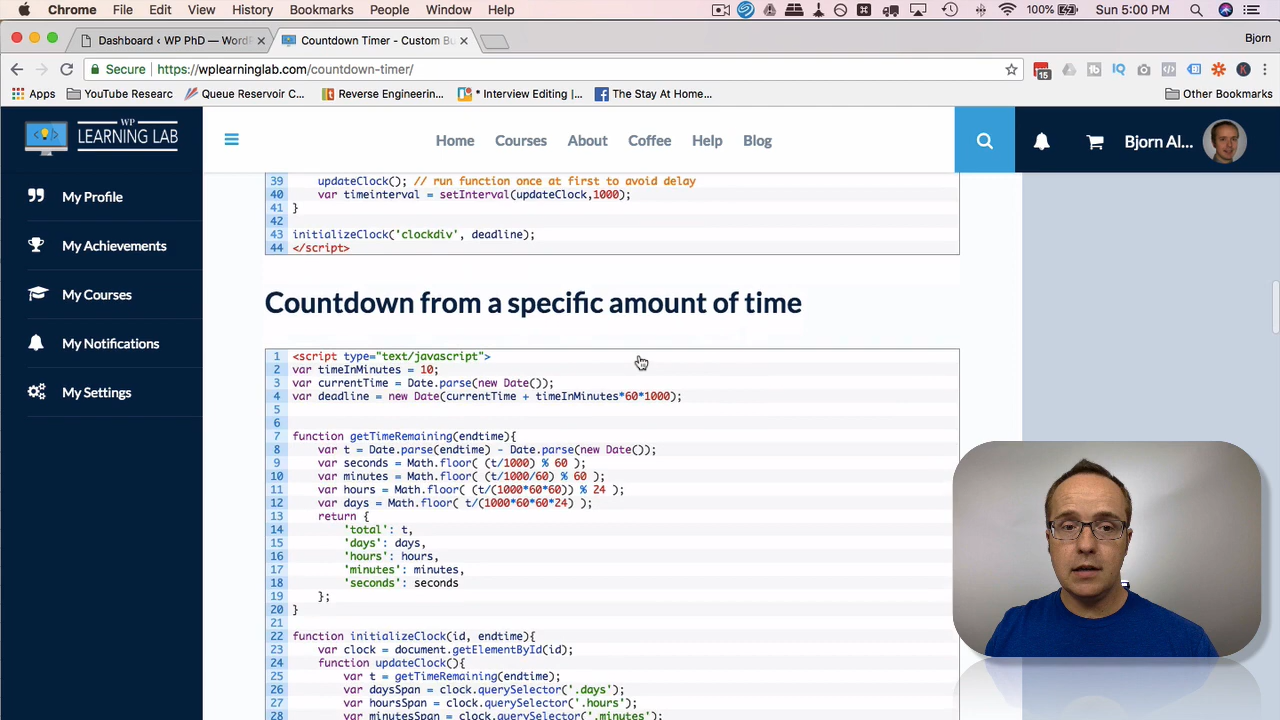 Chrome File Edit View History Bookmarks People Window Help 100% Sun 5:00 PM
Dashboard ‹ WP PhD — WordP
Countdown Timer - Custom Bu
Bjorn
Secure https://wplearninglab.com/countdown-timer/
15
Apps YouTube Researc Queue Reservoir C... Reverse Engineerin... * Interview Editing |... The Stay At Home... Other Bookmarks
WP
LEARNING LAB
Home Courses About Coffee Help Blog
Bjorn Al...
My Profile
My Achievements
My Courses
My Notifications
My Settings
39 updateClock(); // run function once at first to avoid delay
40 var timeinterval = setInterval(updateClock,1000);
41 }
42
43 initializeClock('clockdiv', deadline);
44 </script>
Countdown from a specific amount of time
1 <script type="text/javascript">
2 var timeInMinutes = 10;
3 var currentTime = Date.parse(new Date());
4 var deadline = new Date(currentTime + timeInMinutes*60*1000);
5
6
7 function getTimeRemaining(endtime){
8 var t = Date.parse(endtime) - Date.parse(new Date());
9 var seconds = Math.floor( (t/1000) % 60 );
10 var minutes = Math.floor( (t/1000/60) % 60 );
11 var hours = Math.floor( (t/(1000*60*60)) % 24 );
12 var days = Math.floor( t/(1000*60*60*24) );
13 return {
14 'total': t,
15 'days': days,
16 'hours': hours,
17 'minutes': minutes,
18 'seconds': seconds
19 };
20 }
21
22 function initializeClock(id, endtime){
23 var clock = document.getElementById(id);
24 function updateClock(){
25 var t = getTimeRemaining(endtime);
26 var daysSpan = clock.querySelector('.days');
27 var hoursSpan = clock.querySelector('.hours');
28 var minutesSpan = clock.querySelector('.minutes');